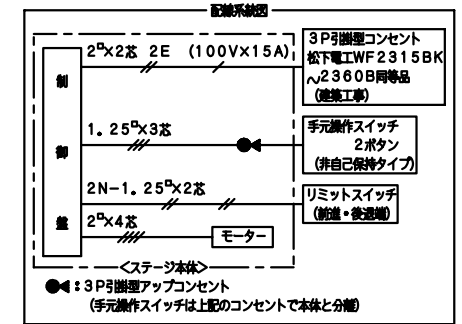 配線系統図
2□×2芯 2E (100V×15A)
3P引掛型コンセント
松下電工WF2315BK
～2360B同等品
(建築工事)
制
御
盤
1.25□×3芯
手元操作スイッチ
2ボタン
(非自己保持タイプ)
2N-1.25□×2芯
リミットスイッチ
(前進・後退端)
2□×4芯
モーター
<ステージ本体>
●◀：3P引掛型アップコンセント
(手元操作スイッチは上記のコンセントで本体と分離)